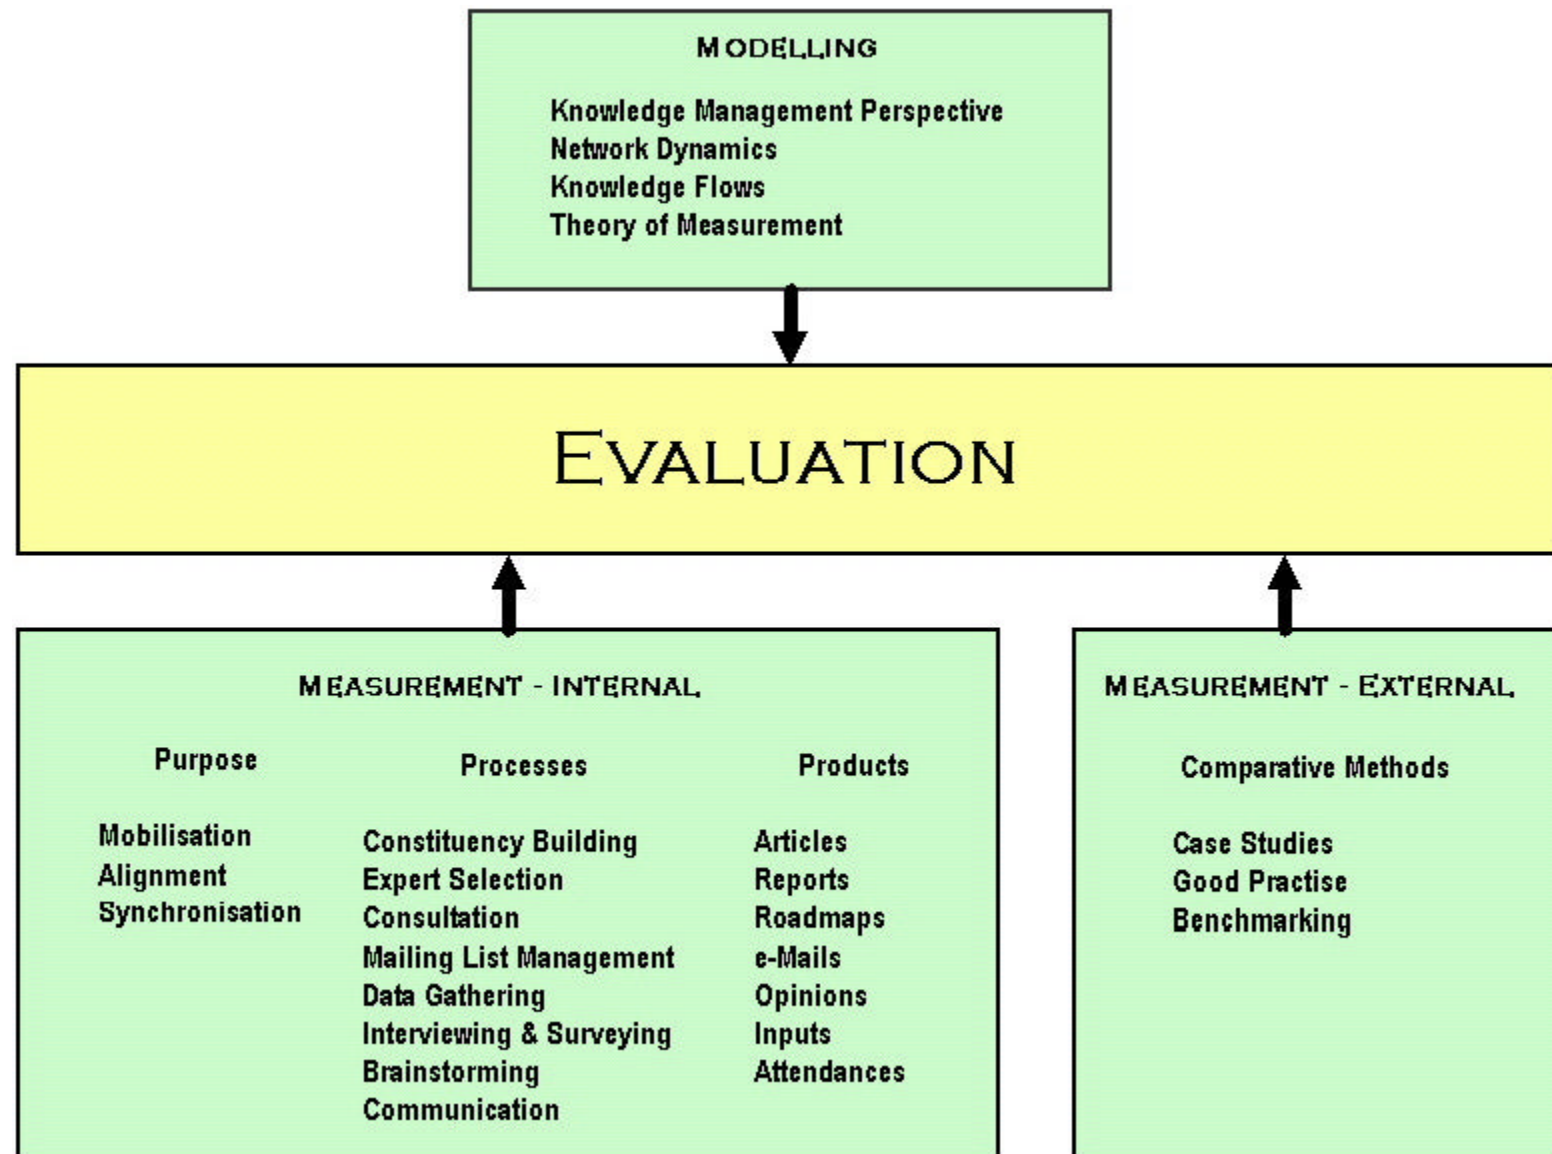 MODELLING
Knowledge Management Perspective
Network Dynamics
Knowledge Flows
Theory of Measurement
EVALUATION
MEASUREMENT - INTERNAL
Purpose
Mobilisation
Alignment
Synchronisation
Processes
Constituency Building
Expert Selection
Consultation
Mailing List Management
Data Gathering
Interviewing & Surveying
Brainstorming
Communication
Products
Articles
Reports
Roadmaps
e-Mails
Opinions
Inputs
Attendances
MEASUREMENT - EXTERNAL
Comparative Methods
Case Studies
Good Practise
Benchmarking